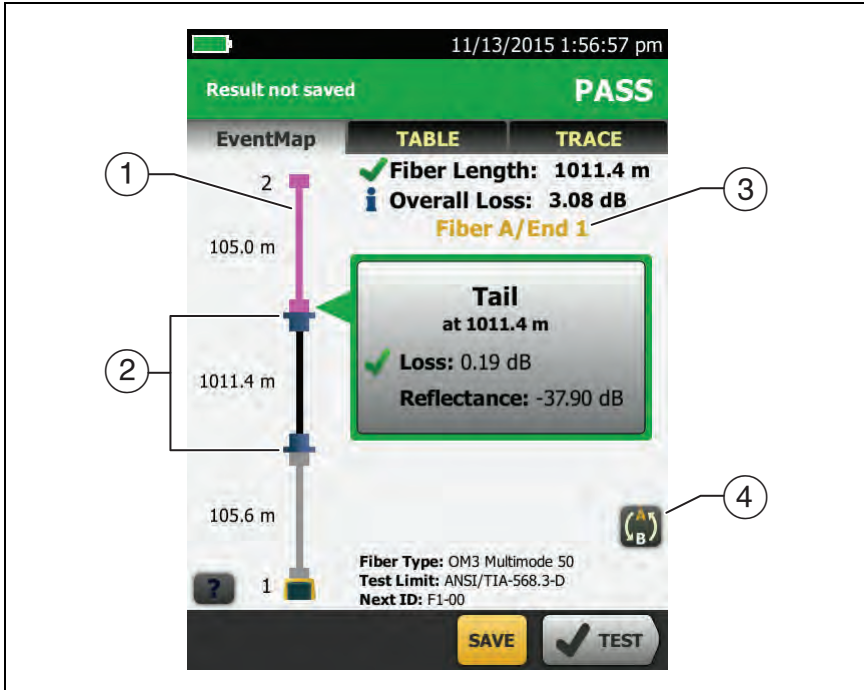 11/13/2015 1:56:57 pm
Result not saved PASS
EventMap TABLE TRACE
1
2
Fiber Length: 1011.4 m
3
i Overall Loss: 3.08 dB
Fiber A/End 1
105.0 m
Tail
at 1011.4 m
2
1011.4 m
Loss: 0.19 dB
Reflectance: -37.90 dB
4
105.6 m
A
B
Fiber Type: OM3 Multimode 50
Test Limit: ANSI/TIA-568.3-D
? 1
Next ID: F1-00
SAVE TEST